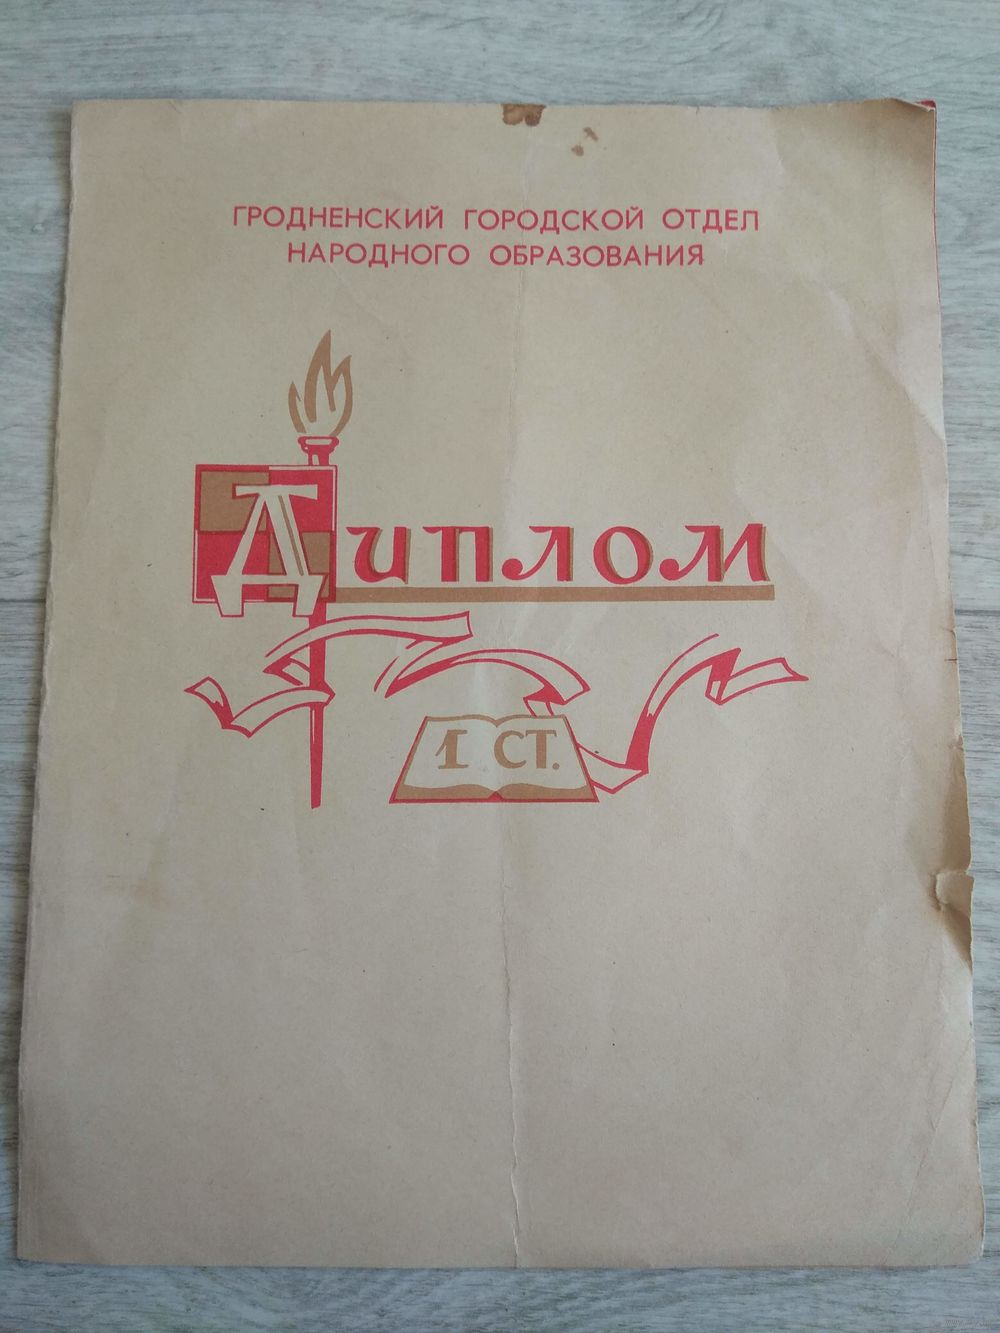 ГРОДНЕНСКИЙ ГОРОДСКОЙ ОТДЕЛ
НАРОДНОГО ОБРАЗОВАНИЯ
Диплом
1 СТ.